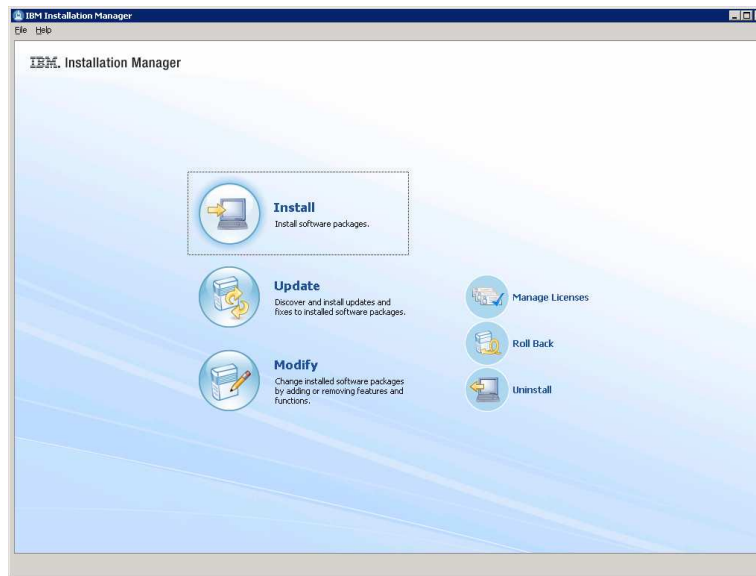 IBM Installation Manager
File Help
IBM. Installation Manager
Install
Install software packages.
Update
Discover and install updates and
fixes to installed software packages.
Manage Licenses
Roll Back
Modify
Change installed software packages
by adding or removing features and
functions.
Uninstall